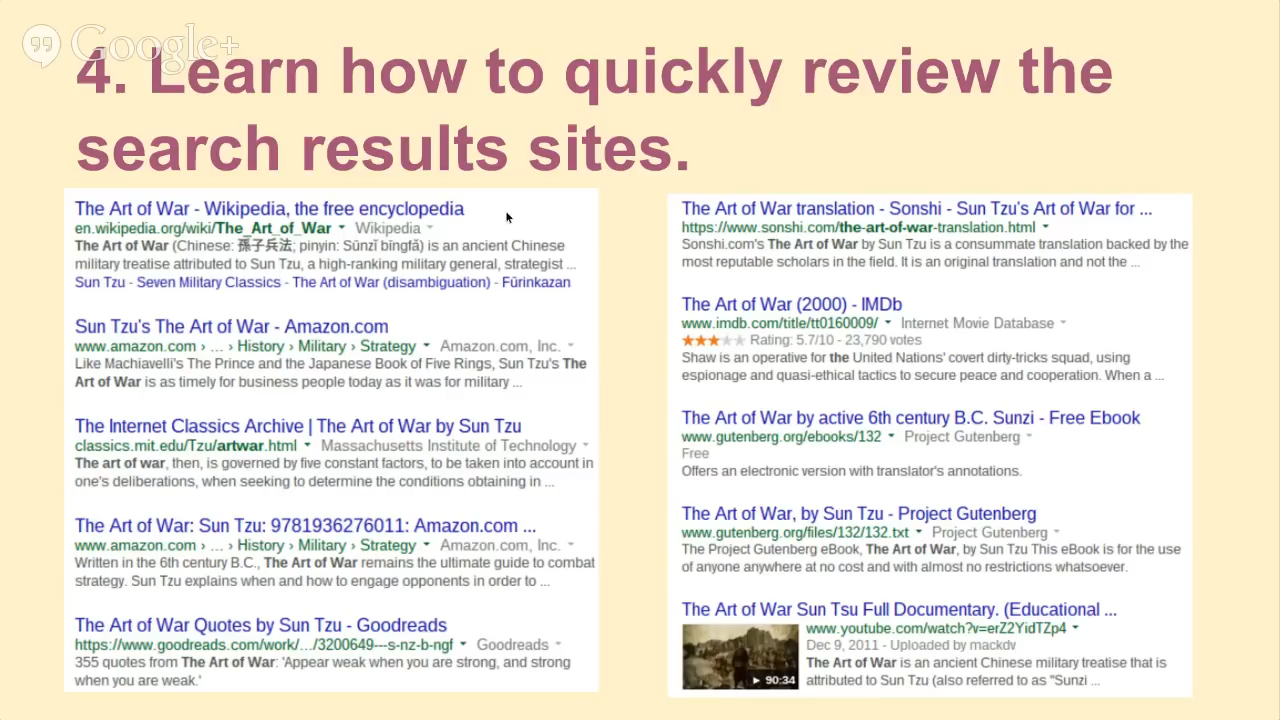 Google+
4. Learn how to quickly review the
search results sites.
The Art of War - Wikipedia, the free encyclopedia
en.wikipedia.org/wiki/The_Art_of_War Wikipedia
The Art of War (Chinese: 孫子兵法; pinyin: Sūnzĭ bīngfă) is an ancient Chinese
military treatise attributed to Sun Tzu, a high-ranking military general, strategist ...
Sun Tzu - Seven Military Classics - The Art of War (disambiguation) - Fūrinkazan
Sun Tzu's The Art of War - Amazon.com
www.amazon.com › ... › History › Military › Strategy Amazon.com, Inc.
Like Machiavelli's The Prince and the Japanese Book of Five Rings, Sun Tzu's The
Art of War is as timely for business people today as it was for military ...
The Internet Classics Archive | The Art of War by Sun Tzu
classics.mit.edu/Tzu/artwar.html Massachusetts Institute of Technology
The art of war, then, is governed by five constant factors, to be taken into account in
one's deliberations, when seeking to determine the conditions obtaining in ...
The Art of War: Sun Tzu: 9781936276011: Amazon.com ...
www.amazon.com › ... › History › Military › Strategy Amazon.com, Inc.
Written in the 6th century B.C., The Art of War remains the ultimate guide to combat
strategy. Sun Tzu explains when and how to engage opponents in order to ...
The Art of War Quotes by Sun Tzu - Goodreads
https://www.goodreads.com/work/.../3200649---s-nz-b-ngf Goodreads
355 quotes from The Art of War: 'Appear weak when you are strong, and strong
when you are weak.'
The Art of War translation - Sonshi - Sun Tzu's Art of War for ...
https://www.sonshi.com/the-art-of-war-translation.html
Sonshi.com's The Art of War by Sun Tzu is a consummate translation backed by the
most reputable scholars in the field. It is an original translation and not the ...
The Art of War (2000) - IMDb
www.imdb.com/title/tt0160009/ Internet Movie Database
Rating: 5.7/10 - 23,790 votes
Shaw is an operative for the United Nations' covert dirty-tricks squad, using
espionage and quasi-ethical tactics to secure peace and cooperation. When a ...
The Art of War by active 6th century B.C. Sunzi - Free Ebook
www.gutenberg.org/ebooks/132 Project Gutenberg
Free
Offers an electronic version with translator's annotations.
The Art of War, by Sun Tzu - Project Gutenberg
www.gutenberg.org/files/132/132.txt Project Gutenberg
The Project Gutenberg eBook, The Art of War, by Sun Tzu This eBook is for the use
of anyone anywhere at no cost and with almost no restrictions whatsoever.
The Art of War Sun Tsu Full Documentary. (Educational ...
www.youtube.com/watch?v=erZ2YidTZp4
Dec 9, 2011 - Uploaded by mackdv
The Art of War is an ancient Chinese military treatise that is
90:34
attributed to Sun Tzu (also referred to as "Sunzi ...